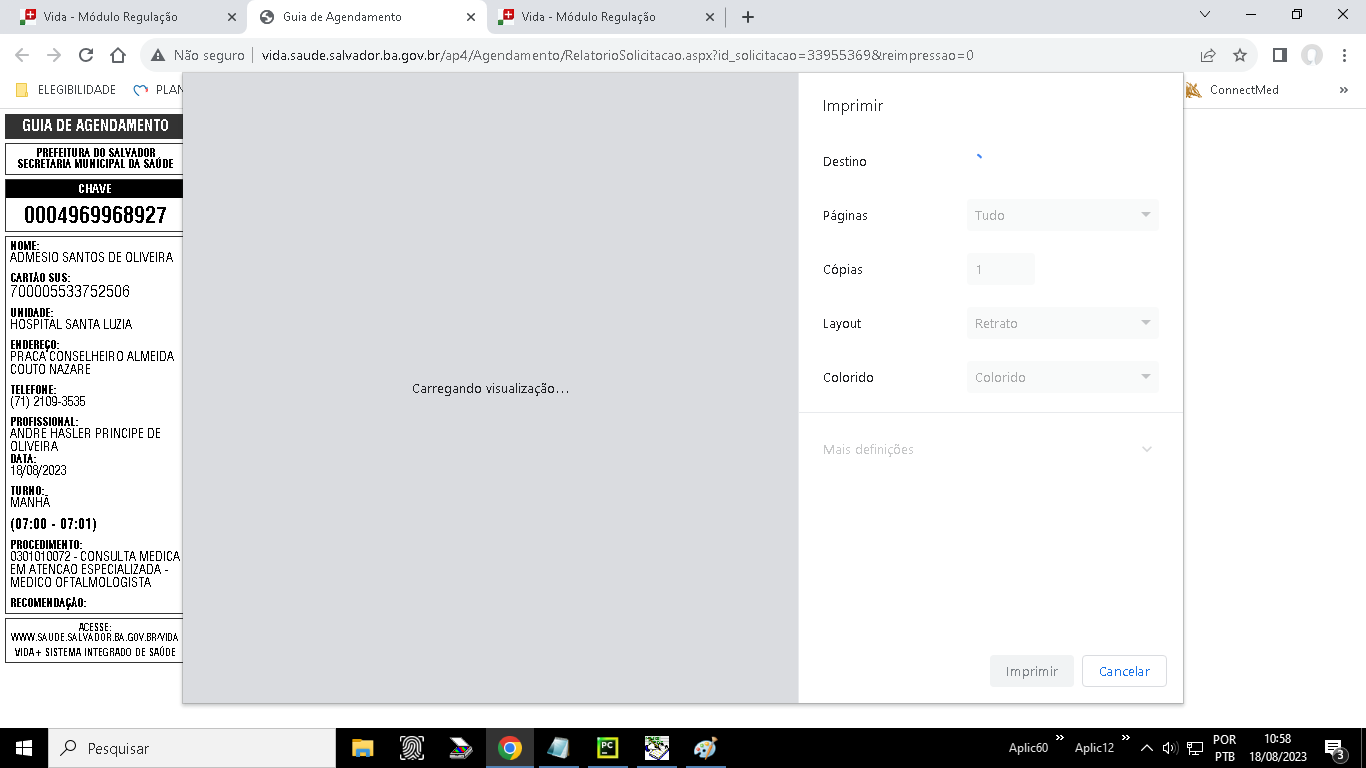 Vida - Módulo Regulação
Guia de Agendamento
Vida - Módulo Regulação
Não seguro
vida.saude.salvador.ba.gov.br/ap4/Agendamento/RelatorioSolicitacao.aspx?id_solicitacao=33955369&reimpressao=0
ELEGIBILIDADE
PLAN
ConnectMed
GUIA DE AGENDAMENTO
PREFEITURA DO SALVADOR
SECRETARIA MUNICIPAL DA SAÚDE
CHAVE
0004969968927
NOME:
ADMESIO SANTOS DE OLIVEIRA
CARTÃO SUS:
700005533752506
UNIDADE:
HOSPITAL SANTA LUZIA
ENDEREÇO:
PRACA CONSELHEIRO ALMEIDA
COUTO NAZARE
TELEFONE:
(71) 2109-3535
PROFISSIONAL:
ANDRE HASLER PRINCIPE DE
OLIVEIRA
DATA:
18/08/2023
TURNO:
MANHÃ
(07:00 - 07:01)
PROCEDIMENTO:
0301010072 - CONSULTA MEDICA
EM ATENCAO ESPECIALIZADA -
MEDICO OFTALMOLOGISTA
RECOMENDAÇÃO:
ACESSE:
WWW.SAUDE.SALVADOR.BA.GOV.BR/VIDA
VIDA+ SISTEMA INTEGRADO DE SAÚDE
Carregando visualização...
Imprimir
Destino
Páginas
Tudo
Cópias
1
Layout
Retrato
Colorido
Colorido
Mais definições
Imprimir
Cancelar
Pesquisar
PC
Aplic60
Aplic12
POR
PTB
10:58
18/08/2023
3